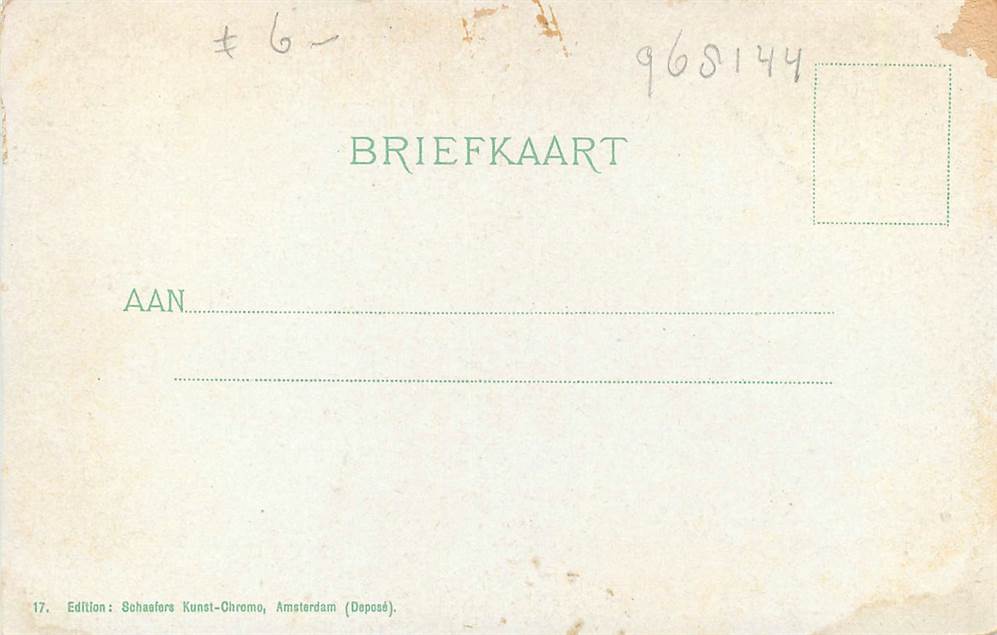 ≠ 6 –
968144
BRIEFKAART
AAN
17. Edition: Schaefers Kunst-Chromo, Amsterdam (Deposé).